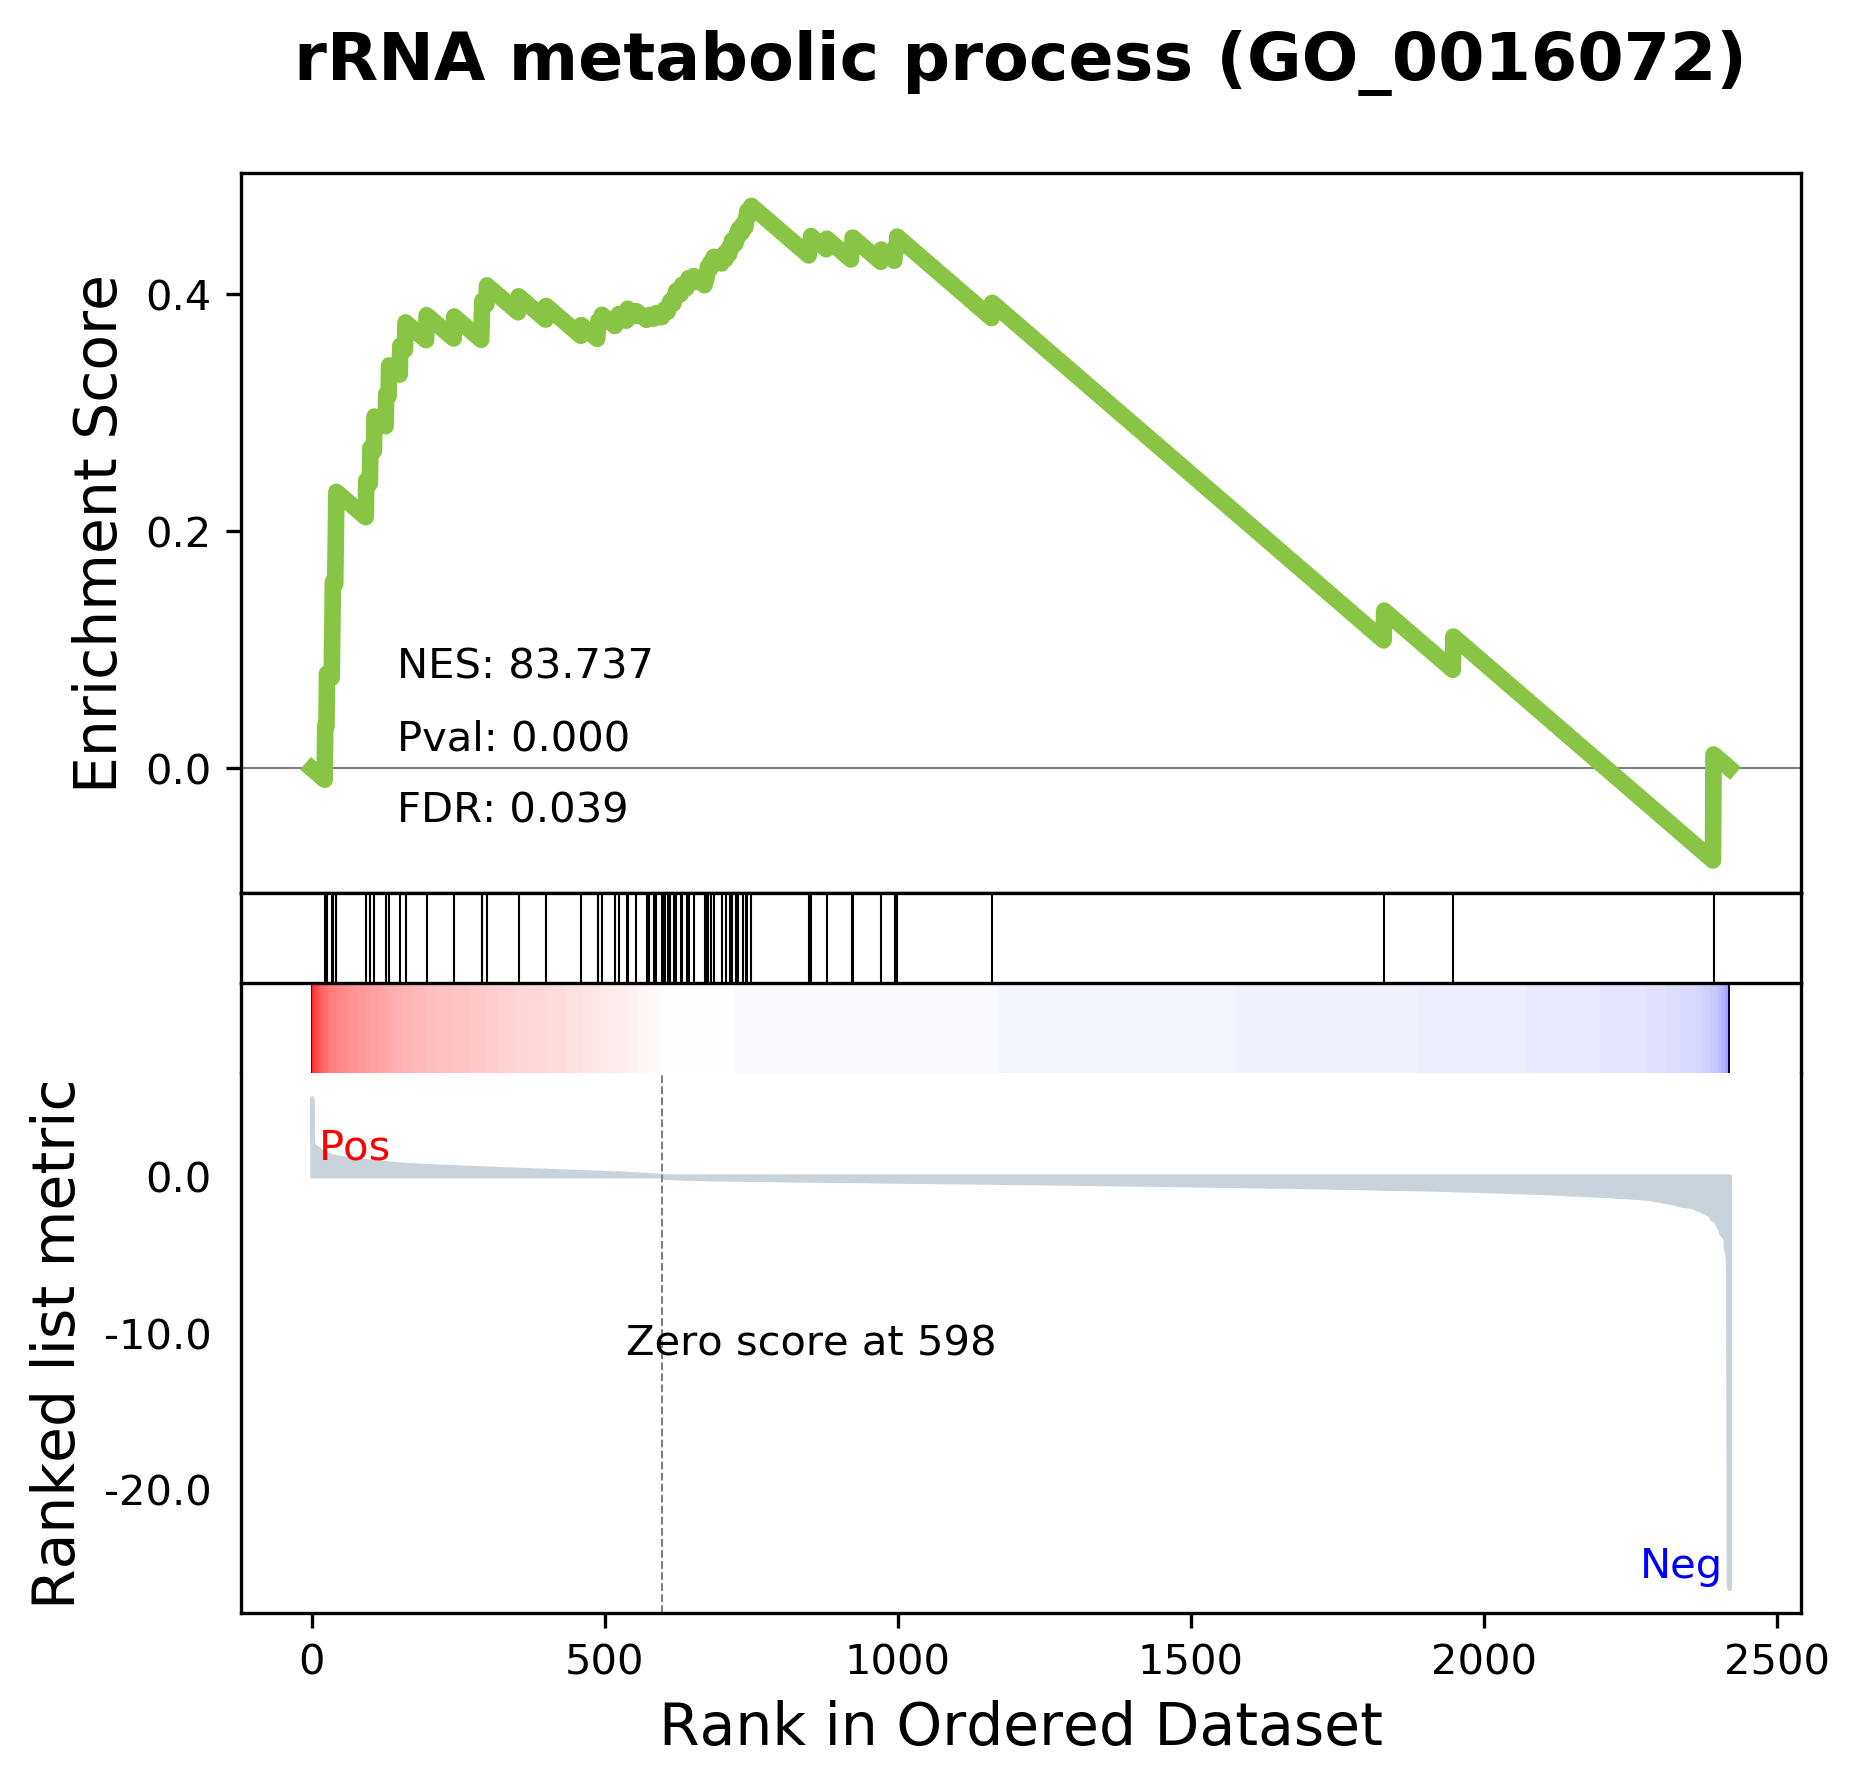 rRNA metabolic process (GO_0016072)
Enrichment Score
0.4
0.2
0.0
NES: 83.737
Pval: 0.000
FDR: 0.039
Ranked list metric
Pos
0.0
-10.0
-20.0
Zero score at 598
Neg
0 500 1000 1500 2000 2500
Rank in Ordered Dataset